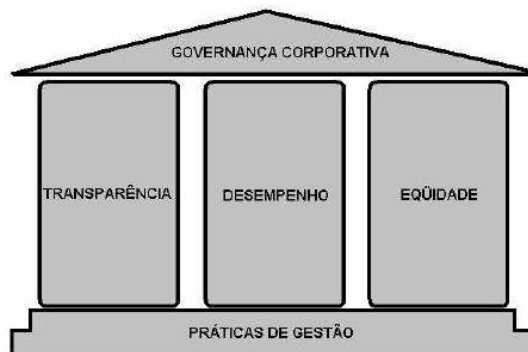 GOVERNANÇA CORPORATIVA
TRANSPARÊNCIA
DESEMPENHO
EQÜIDADE
PRÁTICAS DE GESTÃO